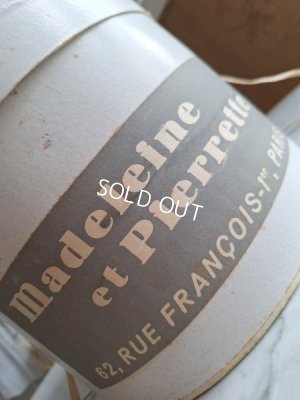 Madeleine
et Pierrette
62, RUE FRANÇOIS-1er, PARIS
SOLD OUT